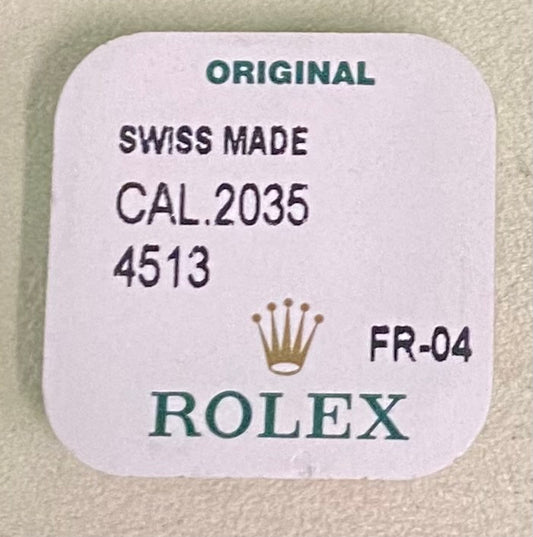 ORIGINAL
SWISS MADE
CAL.2035
4513
FR-04
ROLEX